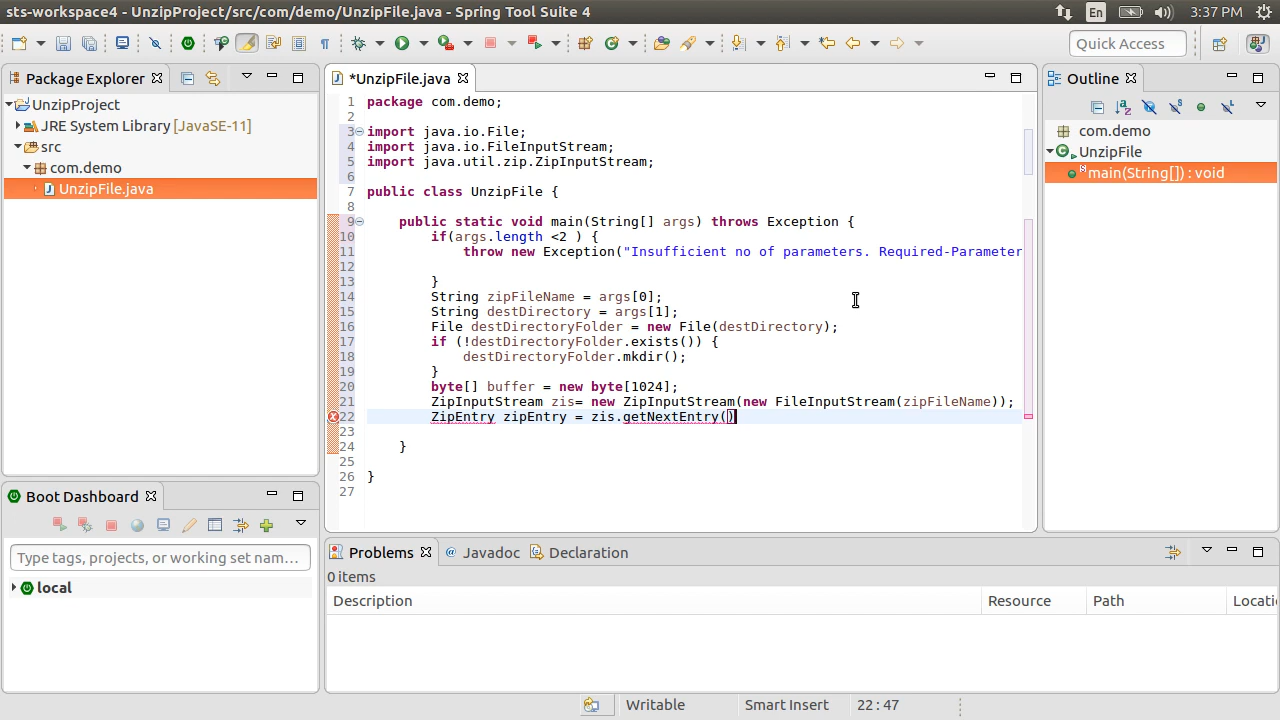 sts-workspace4 - UnzipProject/src/com/demo/UnzipFile.java - Spring Tool Suite 4
En
3:37 PM
Quick Access
Package Explorer
UnzipProject
JRE System Library [JavaSE-11]
src
com.demo
UnzipFile.java
*UnzipFile.java
1 package com.demo;
2
3 import java.io.File;
4 import java.io.FileInputStream;
5 import java.util.zip.ZipInputStream;
6
7 public class UnzipFile {
8
9 public static void main(String[] args) throws Exception {
10 if(args.length <2 ) {
11 throw new Exception("Insufficient no of parameters. Required-Parameter
12
13 }
14 String zipFileName = args[0];
15 String destDirectory = args[1];
16 File destDirectoryFolder = new File(destDirectory);
17 if (!destDirectoryFolder.exists()) {
18 destDirectoryFolder.mkdir();
19 }
20 byte[] buffer = new byte[1024];
21 ZipInputStream zis= new ZipInputStream(new FileInputStream(zipFileName));
22 ZipEntry zipEntry = zis.getNextEntry()
23
24 }
25
26 }
27
Outline
com.demo
UnzipFile
main(String[]) : void
Boot Dashboard
Type tags, projects, or working set nam...
local
Problems
Javadoc
Declaration
0 items
Description
Resource
Path
Locati
Writable
Smart Insert
22 : 47